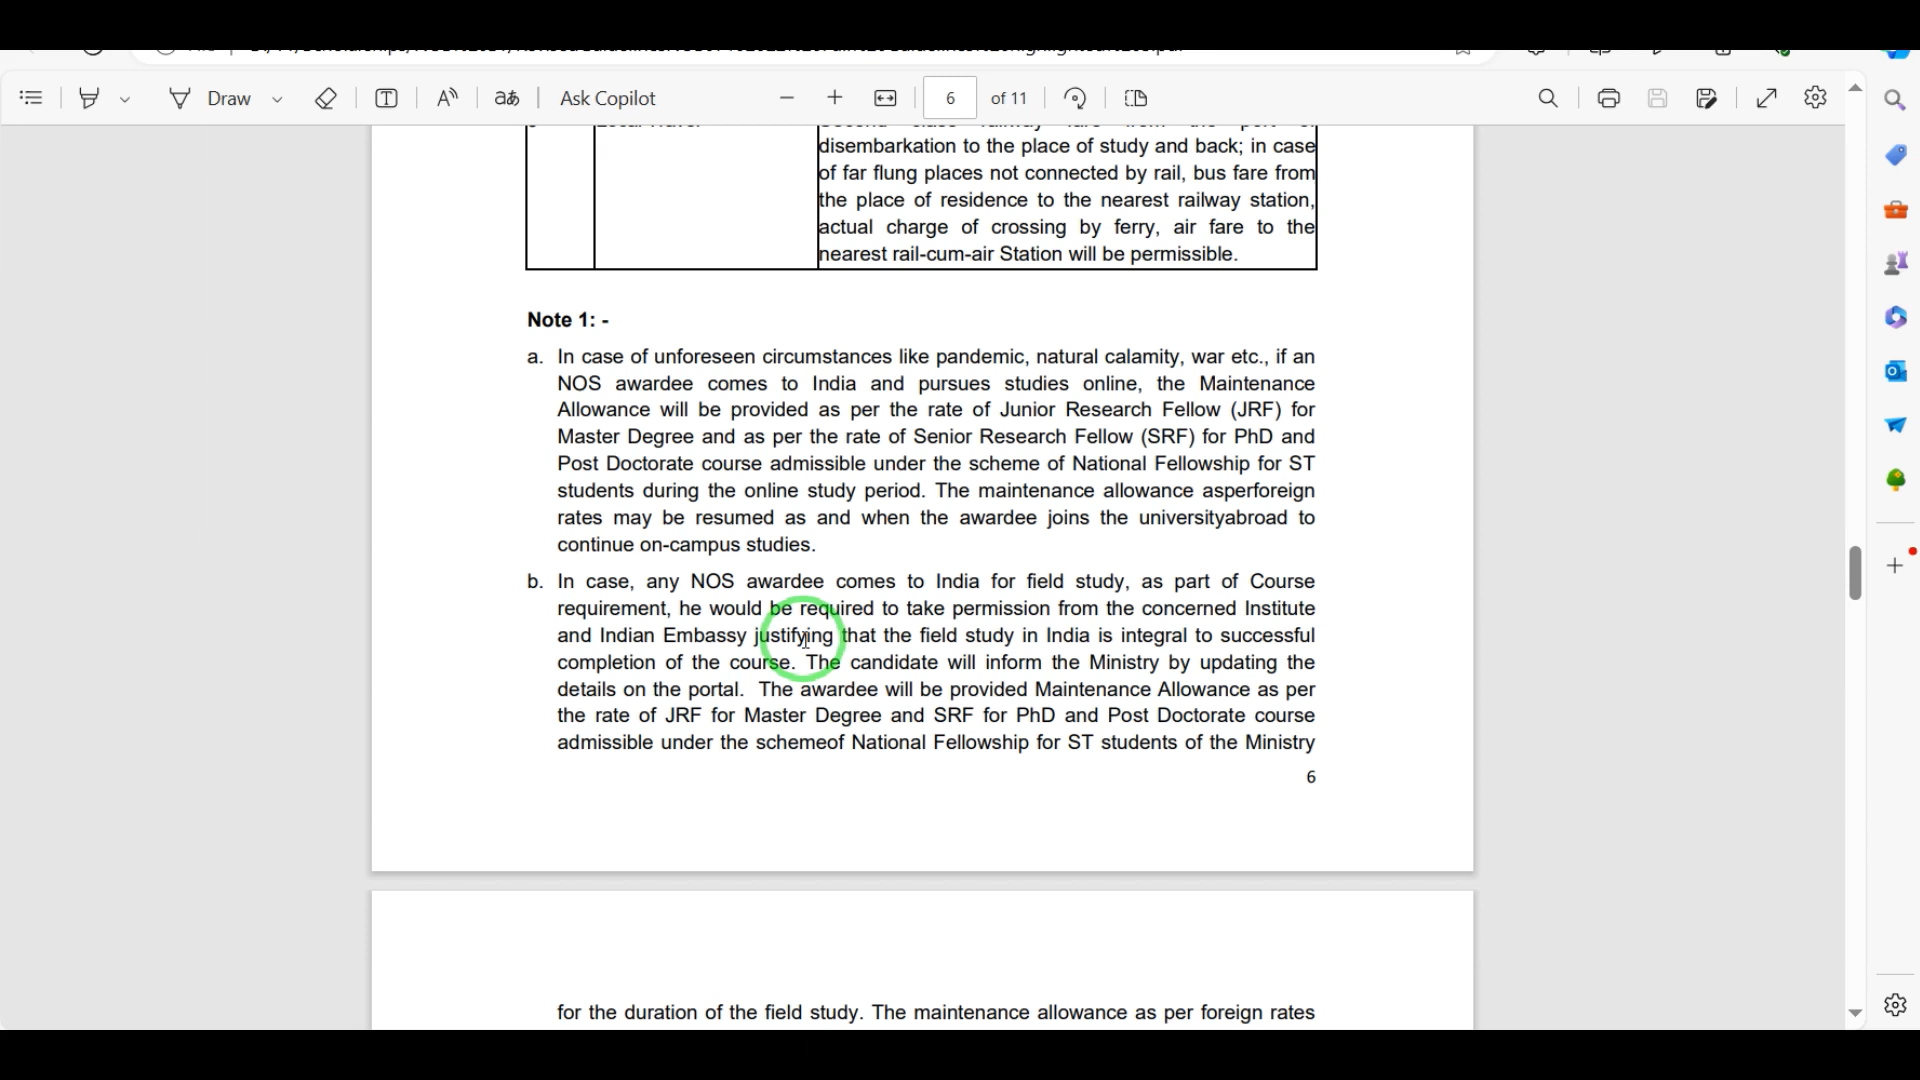 Draw
Ask Copilot
6
of 11
disembarkation to the place of study and back; in case
of far flung places not connected by rail, bus fare from
the place of residence to the nearest railway station,
actual charge of crossing by ferry, air fare to the
nearest rail-cum-air Station will be permissible.
Note 1: -
a. In case of unforeseen circumstances like pandemic, natural calamity, war etc., if an
NOS awardee comes to India and pursues studies online, the Maintenance
Allowance will be provided as per the rate of Junior Research Fellow (JRF) for
Master Degree and as per the rate of Senior Research Fellow (SRF) for PhD and
Post Doctorate course admissible under the scheme of National Fellowship for ST
students during the online study period. The maintenance allowance asperforeign
rates may be resumed as and when the awardee joins the universityabroad to
continue on-campus studies.
b. In case, any NOS awardee comes to India for field study, as part of Course
requirement, he would be required to take permission from the concerned Institute
and Indian Embassy justifying that the field study in India is integral to successful
completion of the course. The candidate will inform the Ministry by updating the
details on the portal. The awardee will be provided Maintenance Allowance as per
the rate of JRF for Master Degree and SRF for PhD and Post Doctorate course
admissible under the schemeof National Fellowship for ST students of the Ministry
6
for the duration of the field study. The maintenance allowance as per foreign rates